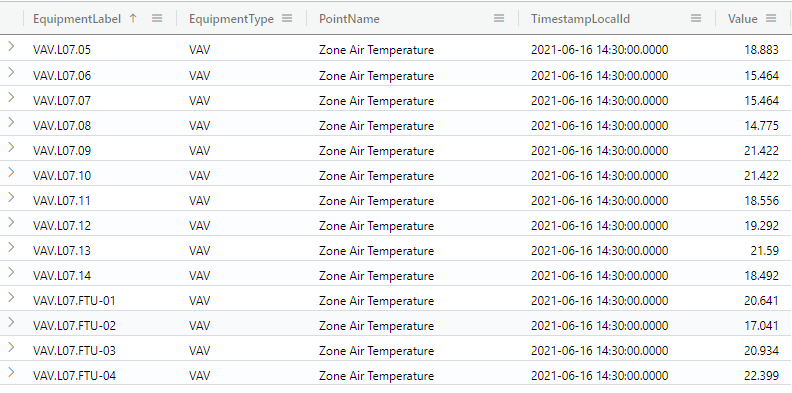 EquipmentLabel ↑ EquipmentType PointName TimestampLocalId Value
VAV.L07.05 VAV Zone Air Temperature 2021-06-16 14:30:00.0000 18.883
VAV.L07.06 VAV Zone Air Temperature 2021-06-16 14:30:00.0000 15.464
VAV.L07.07 VAV Zone Air Temperature 2021-06-16 14:30:00.0000 15.464
VAV.L07.08 VAV Zone Air Temperature 2021-06-16 14:30:00.0000 14.775
VAV.L07.09 VAV Zone Air Temperature 2021-06-16 14:30:00.0000 21.422
VAV.L07.10 VAV Zone Air Temperature 2021-06-16 14:30:00.0000 21.422
VAV.L07.11 VAV Zone Air Temperature 2021-06-16 14:30:00.0000 18.556
VAV.L07.12 VAV Zone Air Temperature 2021-06-16 14:30:00.0000 19.292
VAV.L07.13 VAV Zone Air Temperature 2021-06-16 14:30:00.0000 21.59
VAV.L07.14 VAV Zone Air Temperature 2021-06-16 14:30:00.0000 18.492
VAV.L07.FTU-01 VAV Zone Air Temperature 2021-06-16 14:30:00.0000 20.641
VAV.L07.FTU-02 VAV Zone Air Temperature 2021-06-16 14:30:00.0000 17.041
VAV.L07.FTU-03 VAV Zone Air Temperature 2021-06-16 14:30:00.0000 20.934
VAV.L07.FTU-04 VAV Zone Air Temperature 2021-06-16 14:30:00.0000 22.399